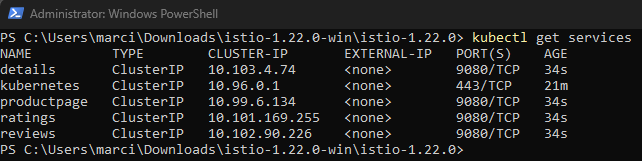 Administrator: Windows PowerShell
PS C:\Users\marci\Downloads\istio-1.22.0-win\istio-1.22.0> kubectl get services
NAME          TYPE        CLUSTER-IP       EXTERNAL-IP   PORT(S)    AGE
details       ClusterIP   10.103.4.74      <none>        9080/TCP   34s
kubernetes    ClusterIP   10.96.0.1        <none>        443/TCP    21m
productpage   ClusterIP   10.99.6.134      <none>        9080/TCP   34s
ratings       ClusterIP   10.101.169.255   <none>        9080/TCP   34s
reviews       ClusterIP   10.102.90.226    <none>        9080/TCP   34s
PS C:\Users\marci\Downloads\istio-1.22.0-win\istio-1.22.0>